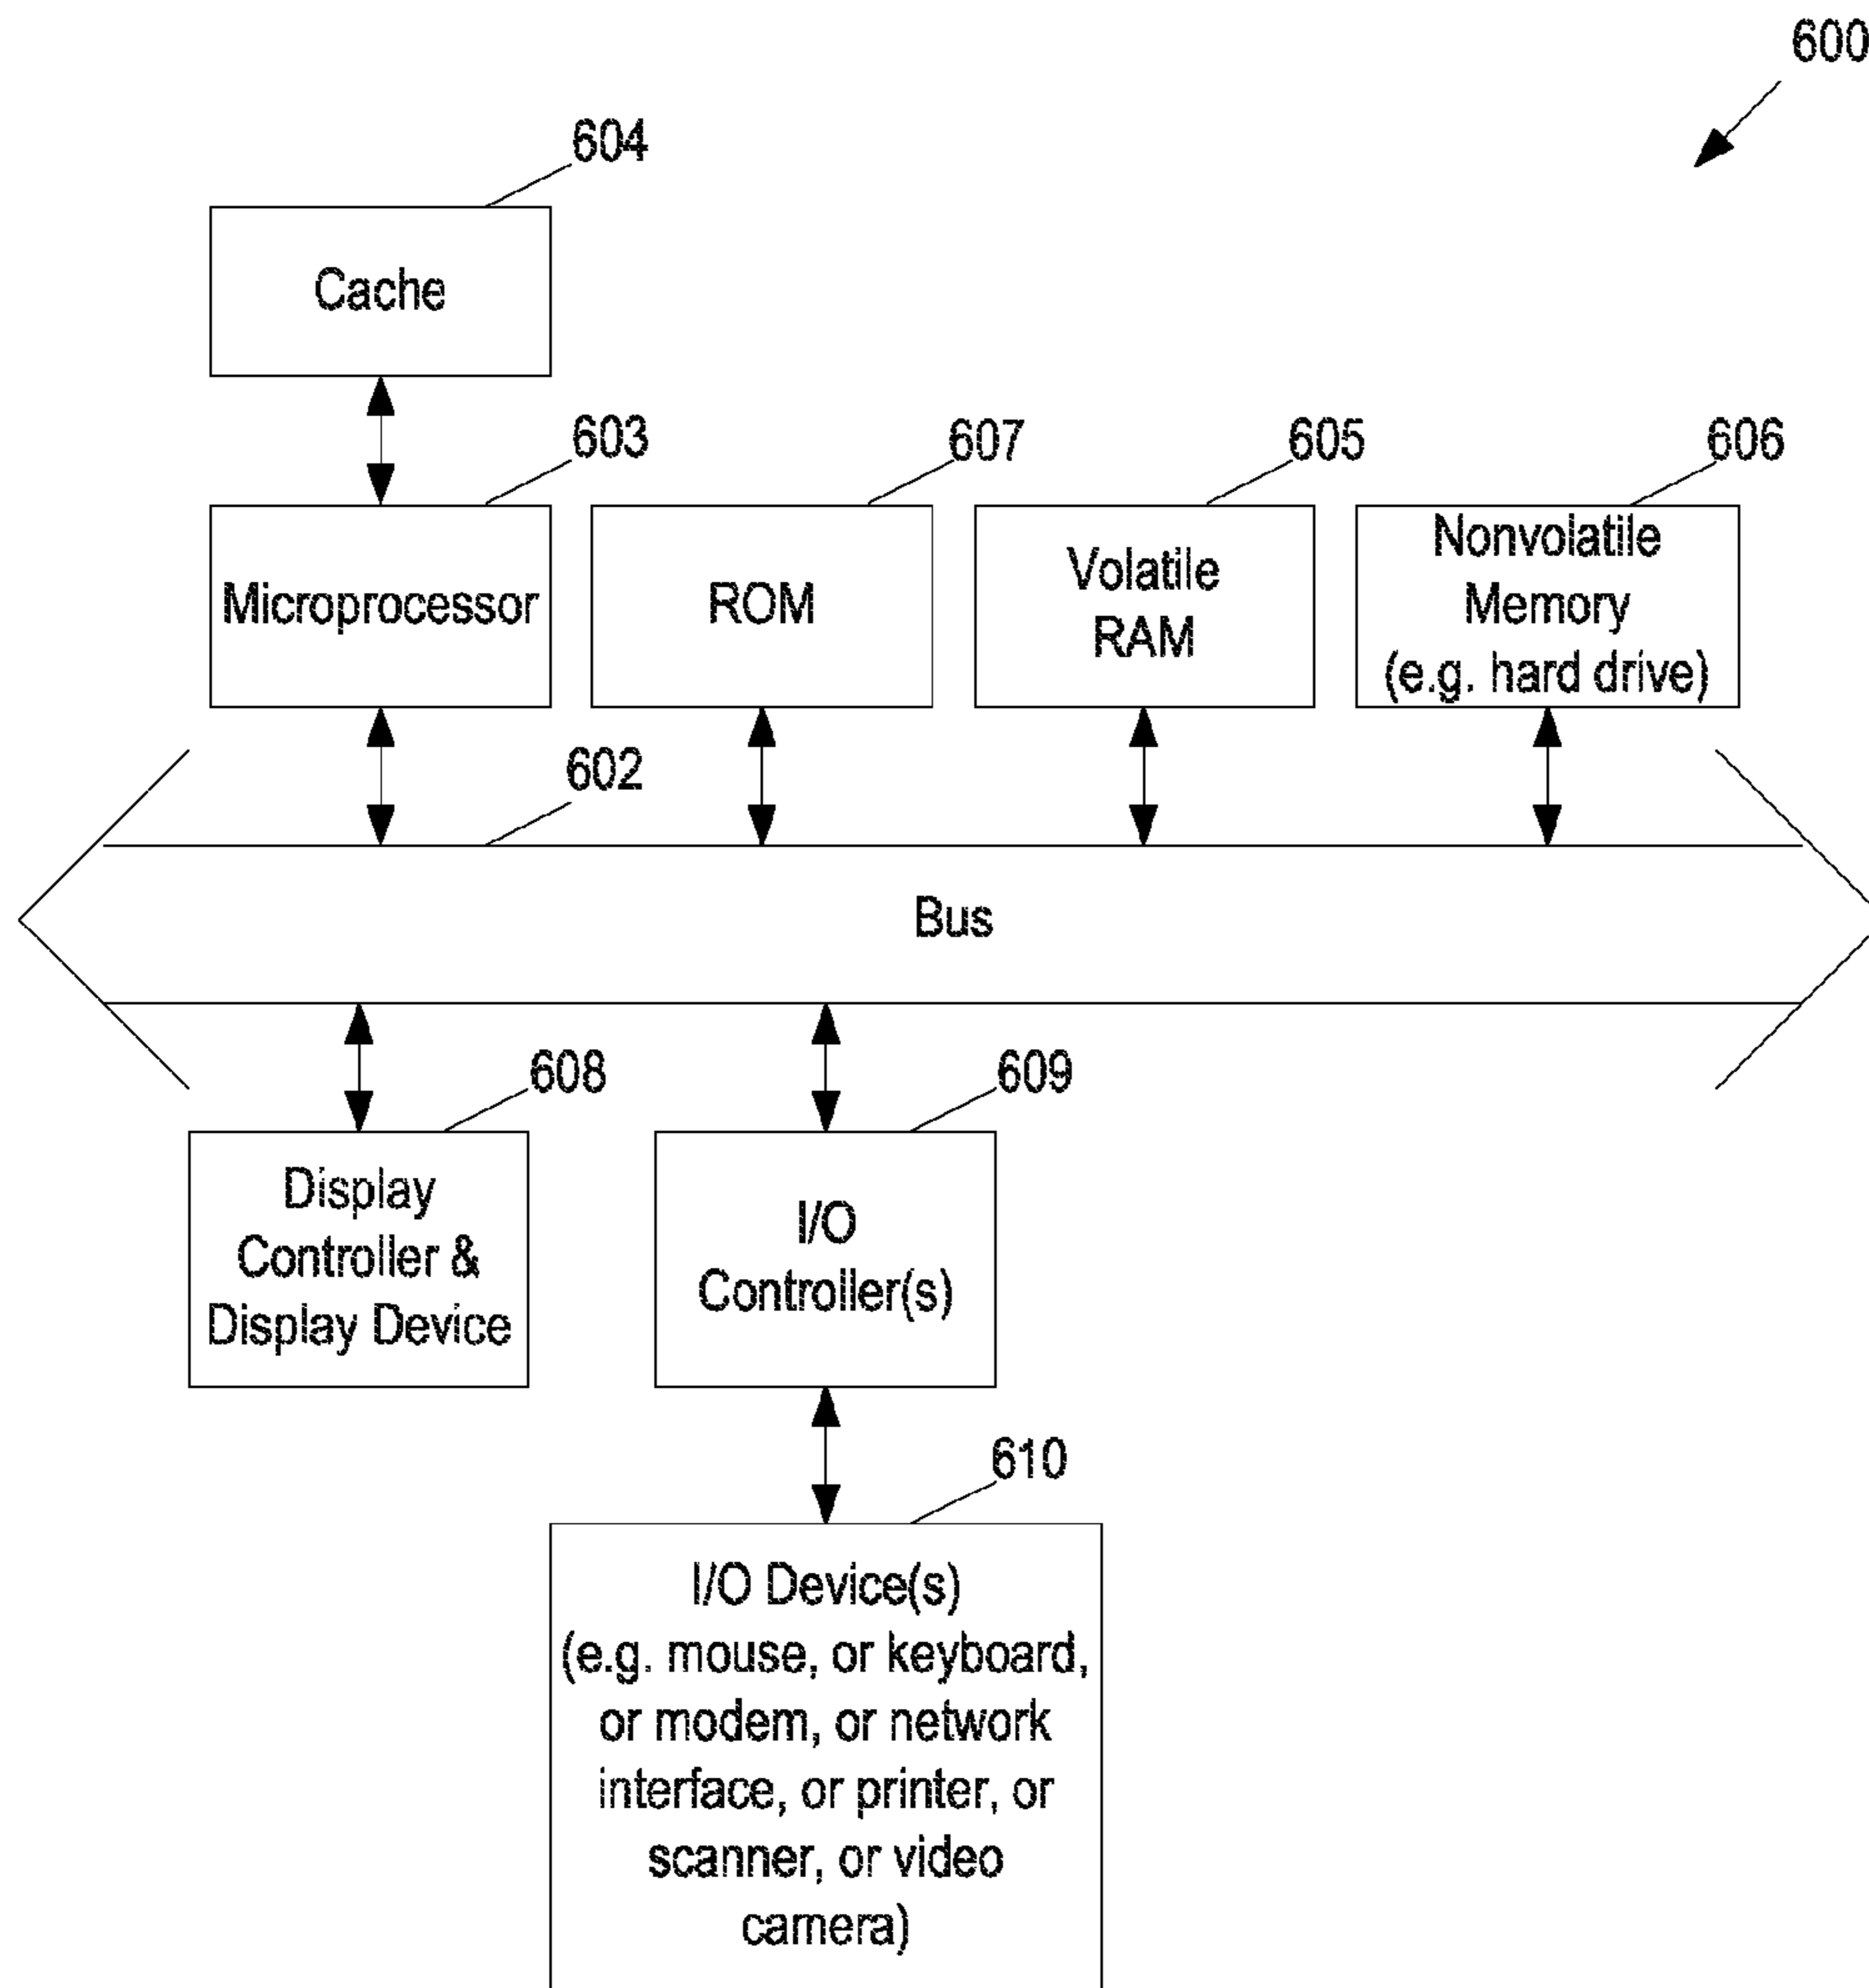 600
604
Cache
603
607
605
606
Microprocessor
ROM
Volatile
RAM
Nonvolatile
Memory
(e.g. hard drive)
602
Bus
608
609
Display
Controller &
Display Device
I/O
Controller(s)
610
I/O Device(s)
(e.g. mouse, or keyboard,
or modem, or network
interface, or printer, or
scanner, or video
camera)